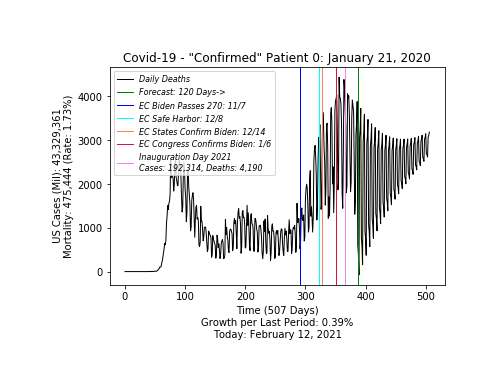 Covid-19 - "Confirmed" Patient 0: January 21, 2020
US Cases (Mil): 43,329,361
Mortality: 475,444 (Rate: 1.73%)
4000
3000
2000
1000
0
Daily Deaths
Forecast: 120 Days->
EC Biden Passes 270: 11/7
EC Safe Harbor: 12/8
EC States Confirm Biden: 12/14
EC Congress Confirms Biden: 1/6
Inauguration Day 2021
Cases: 192,314, Deaths: 4,190
0 100 200 300 400 500
Time (507 Days)
Growth per Last Period: 0.39%
Today: February 12, 2021